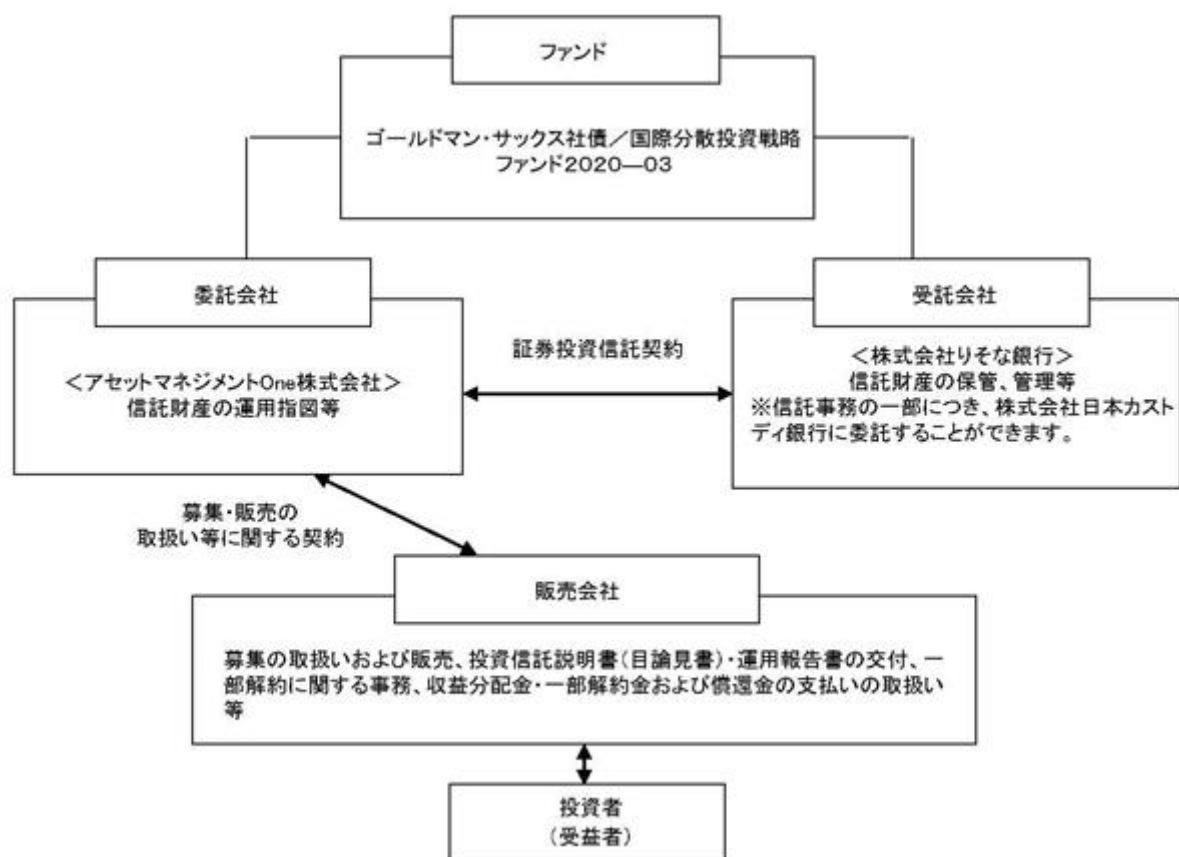 ファンド
ゴールドマン・サックス社債／国際分散投資戦略
ファンド2020―03
委託会社
<アセットマネジメントOne株式会社>
信託財産の運用指図等
証券投資信託契約
受託会社
<株式会社りそな銀行>
信託財産の保管、管理等
※信託事務の一部につき、株式会社日本カスト
ディ銀行に委託することができます。
募集・販売の
取扱い等に関する契約
販売会社
募集の取扱いおよび販売、投資信託説明書(目論見書)・運用報告書の交付、一
部解約に関する事務、収益分配金・一部解約金および償還金の支払いの取扱い
等
投資者
(受益者)